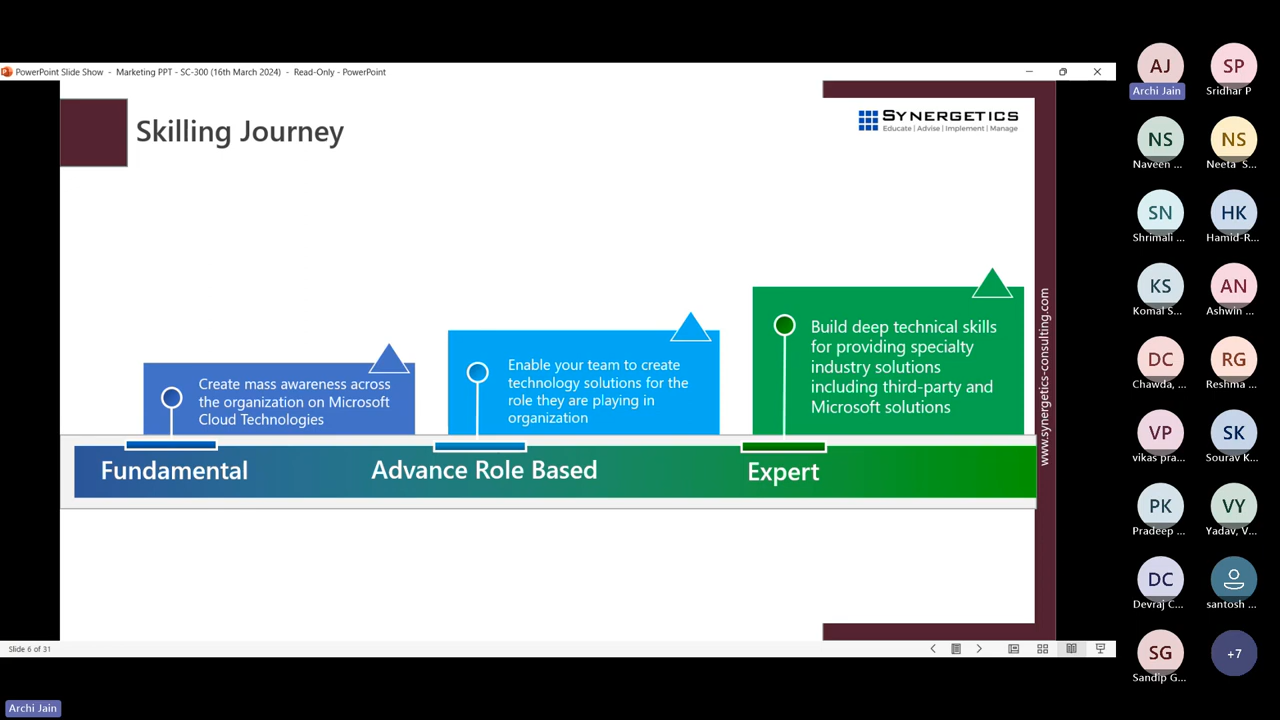 PowerPoint Slide Show - Marketing PPT - SC-300 (16th March 2024) - Read-Only - PowerPoint
Skilling Journey
SYNERGETICS
Educate | Advise | Implement | Manage
Create mass awareness across
the organization on Microsoft
Cloud Technologies
Enable your team to create
technology solutions for the
role they are playing in
organization
Build deep technical skills
for providing specialty
industry solutions
including third-party and
Microsoft solutions
Fundamental
Advance Role Based
Expert
www.synergetics-consulting.com
Slide 6 of 31
AJ
Archi Jain
SP
Sridhar P
NS
Naveen ...
NS
Neeta S...
SN
Shrimali ...
HK
Hamid-R...
KS
Komal S...
AN
Ashwin ...
DC
Chawda, ...
RG
Reshma ...
VP
vikas pra...
SK
Sourav K...
PK
Pradeep ...
VY
Yadav, V...
DC
Devraj C...
santosh ...
SG
Sandip G...
+7
Archi Jain